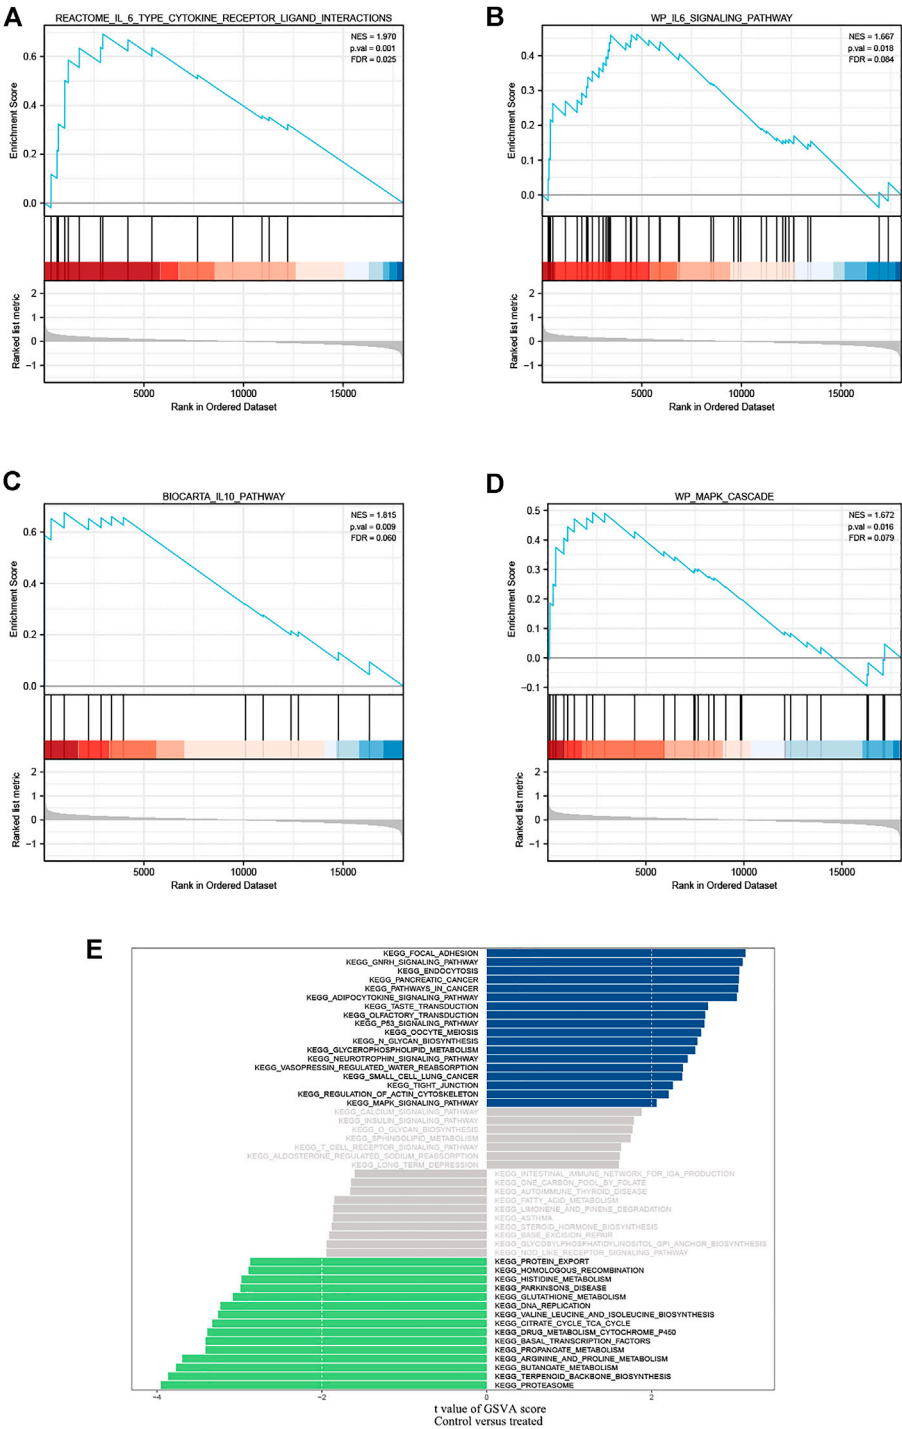 A
REACTOME_IL_6_TYPE_CYTOKINE_RECEPTOR_LIGAND_INTERACTIONS
NES = 1.970
p.val = 0.001
FDR = 0.025
Enrichment Score
0.6
0.4
0.2
0.0
Ranked list metric
2
1
0
−1
5000 10000 15000
Rank in Ordered Dataset
B
WP_IL6_SIGNALING_PATHWAY
NES = 1.667
p.val = 0.018
FDR = 0.084
Enrichment Score
0.4
0.3
0.2
0.1
0.0
Ranked list metric
2
1
0
−1
5000 10000 15000
Rank in Ordered Dataset
C
BIOCARTA_IL10_PATHWAY
NES = 1.815
p.val = 0.009
FDR = 0.060
Enrichment Score
0.6
0.4
0.2
0.0
Ranked list metric
2
1
0
−1
5000 10000 15000
Rank in Ordered Dataset
D
WP_MAPK_CASCADE
NES = 1.672
p.val = 0.016
FDR = 0.079
Enrichment Score
0.5
0.4
0.3
0.2
0.1
0.0
−0.1
Ranked list metric
2
1
0
−1
5000 10000 15000
Rank in Ordered Dataset
E
KEGG_FOCAL_ADHESION
KEGG_GNRH_SIGNALING_PATHWAY
KEGG_ENDOCYTOSIS
KEGG_PANCREATIC_CANCER
KEGG_PATHWAYS_IN_CANCER
KEGG_ADIPOCYTOKINE_SIGNALING_PATHWAY
KEGG_TASTE_TRANSDUCTION
KEGG_OLFACTORY_TRANSDUCTION
KEGG_P53_SIGNALING_PATHWAY
KEGG_OOCYTE_MEIOSIS
KEGG_N_GLYCAN_BIOSYNTHESIS
KEGG_GLYCEROPHOSPHOLIPID_METABOLISM
KEGG_NEUROTROPHIN_SIGNALING_PATHWAY
KEGG_VASOPRESSIN_REGULATED_WATER_REABSORPTION
KEGG_SMALL_CELL_LUNG_CANCER
KEGG_TIGHT_JUNCTION
KEGG_REGULATION_OF_ACTIN_CYTOSKELETON
KEGG_MAPK_SIGNALING_PATHWAY
KEGG_CALCIUM_SIGNALING_PATHWAY
KEGG_INSULIN_SIGNALING_PATHWAY
KEGG_O_GLYCAN_BIOSYNTHESIS
KEGG_SPHINGOLIPID_METABOLISM
KEGG_T_CELL_RECEPTOR_SIGNALING_PATHWAY
KEGG_ALDOSTERONE_REGULATED_SODIUM_REABSORPTION
KEGG_LONG_TERM_DEPRESSION
KEGG_INTESTINAL_IMMUNE_NETWORK_FOR_IGA_PRODUCTION
KEGG_ONE_CARBON_POOL_BY_FOLATE
KEGG_AUTOIMMUNE_THYROID_DISEASE
KEGG_FATTY_ACID_METABOLISM
KEGG_LIMONENE_AND_PINENE_DEGRADATION
KEGG_ASTHMA
KEGG_STEROID_HORMONE_BIOSYNTHESIS
KEGG_BASE_EXCISION_REPAIR
KEGG_GLYCOSYLPHOSPHATIDYLINOSITOL_GPI_ANCHOR_BIOSYNTHESIS
KEGG_NOD_LIKE_RECEPTOR_SIGNALING_PATHWAY
KEGG_PROTEIN_EXPORT
KEGG_HOMOLOGOUS_RECOMBINATION
KEGG_HISTIDINE_METABOLISM
KEGG_PARKINSONS_DISEASE
KEGG_GLUTATHIONE_METABOLISM
KEGG_DNA_REPLICATION
KEGG_VALINE_LEUCINE_AND_ISOLEUCINE_BIOSYNTHESIS
KEGG_CITRATE_CYCLE_TCA_CYCLE
KEGG_DRUG_METABOLISM_CYTOCHROME_P450
KEGG_BASAL_TRANSCRIPTION_FACTORS
KEGG_PROPANOATE_METABOLISM
KEGG_ARGININE_AND_PROLINE_METABOLISM
KEGG_BUTANOATE_METABOLISM
KEGG_TERPENOID_BACKBONE_BIOSYNTHESIS
KEGG_PROTEASOME
−4 −2 0 2
t value of GSVA score
Control versus treated